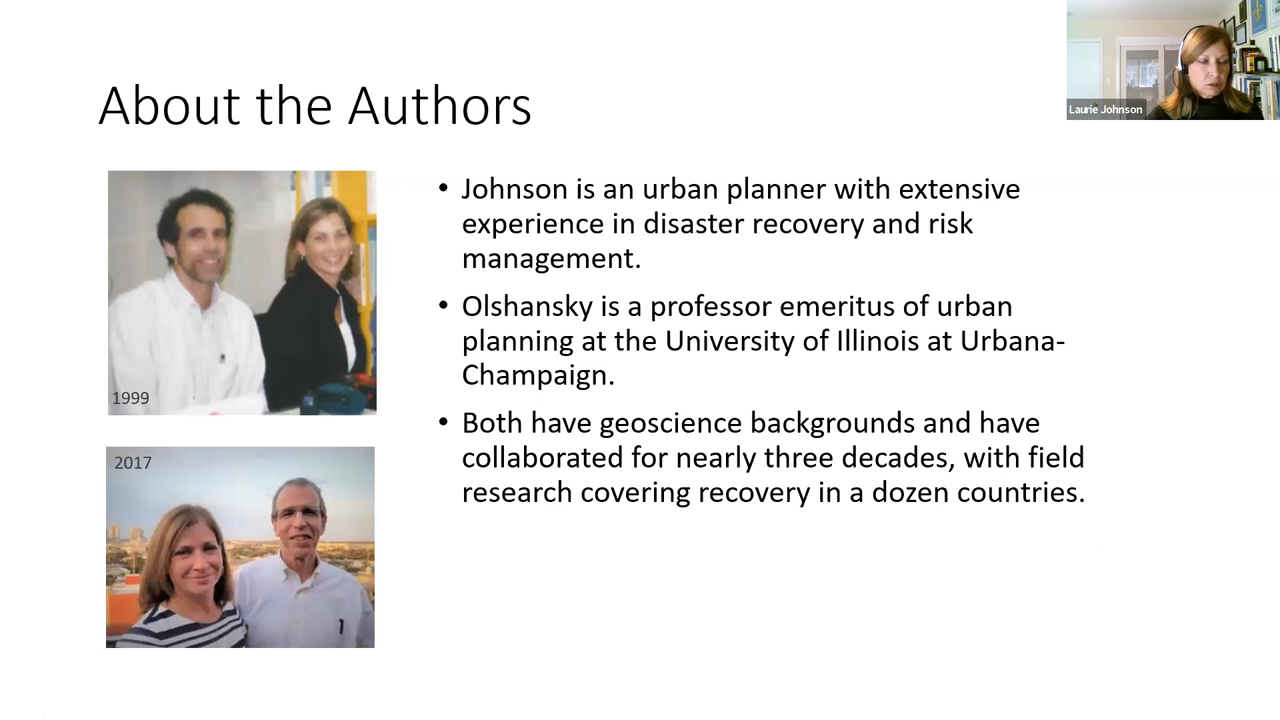 Laurie Johnson
About the Authors
1999
2017
• Johnson is an urban planner with extensive
experience in disaster recovery and risk
management.
• Olshansky is a professor emeritus of urban
planning at the University of Illinois at Urbana-
Champaign.
• Both have geoscience backgrounds and have
collaborated for nearly three decades, with field
research covering recovery in a dozen countries.